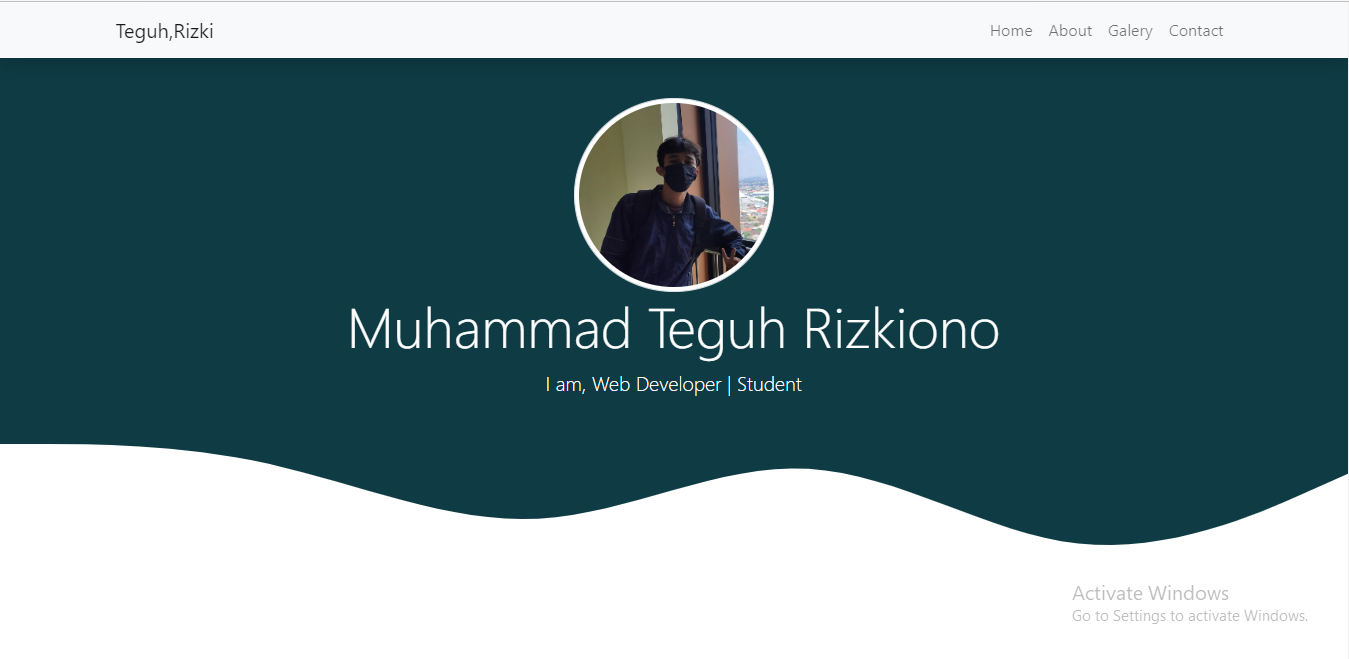 Teguh,Rizki
Home About Galery Contact
Muhammad Teguh Rizkiono
I am, Web Developer | Student
Activate Windows
Go to Settings to activate Windows.